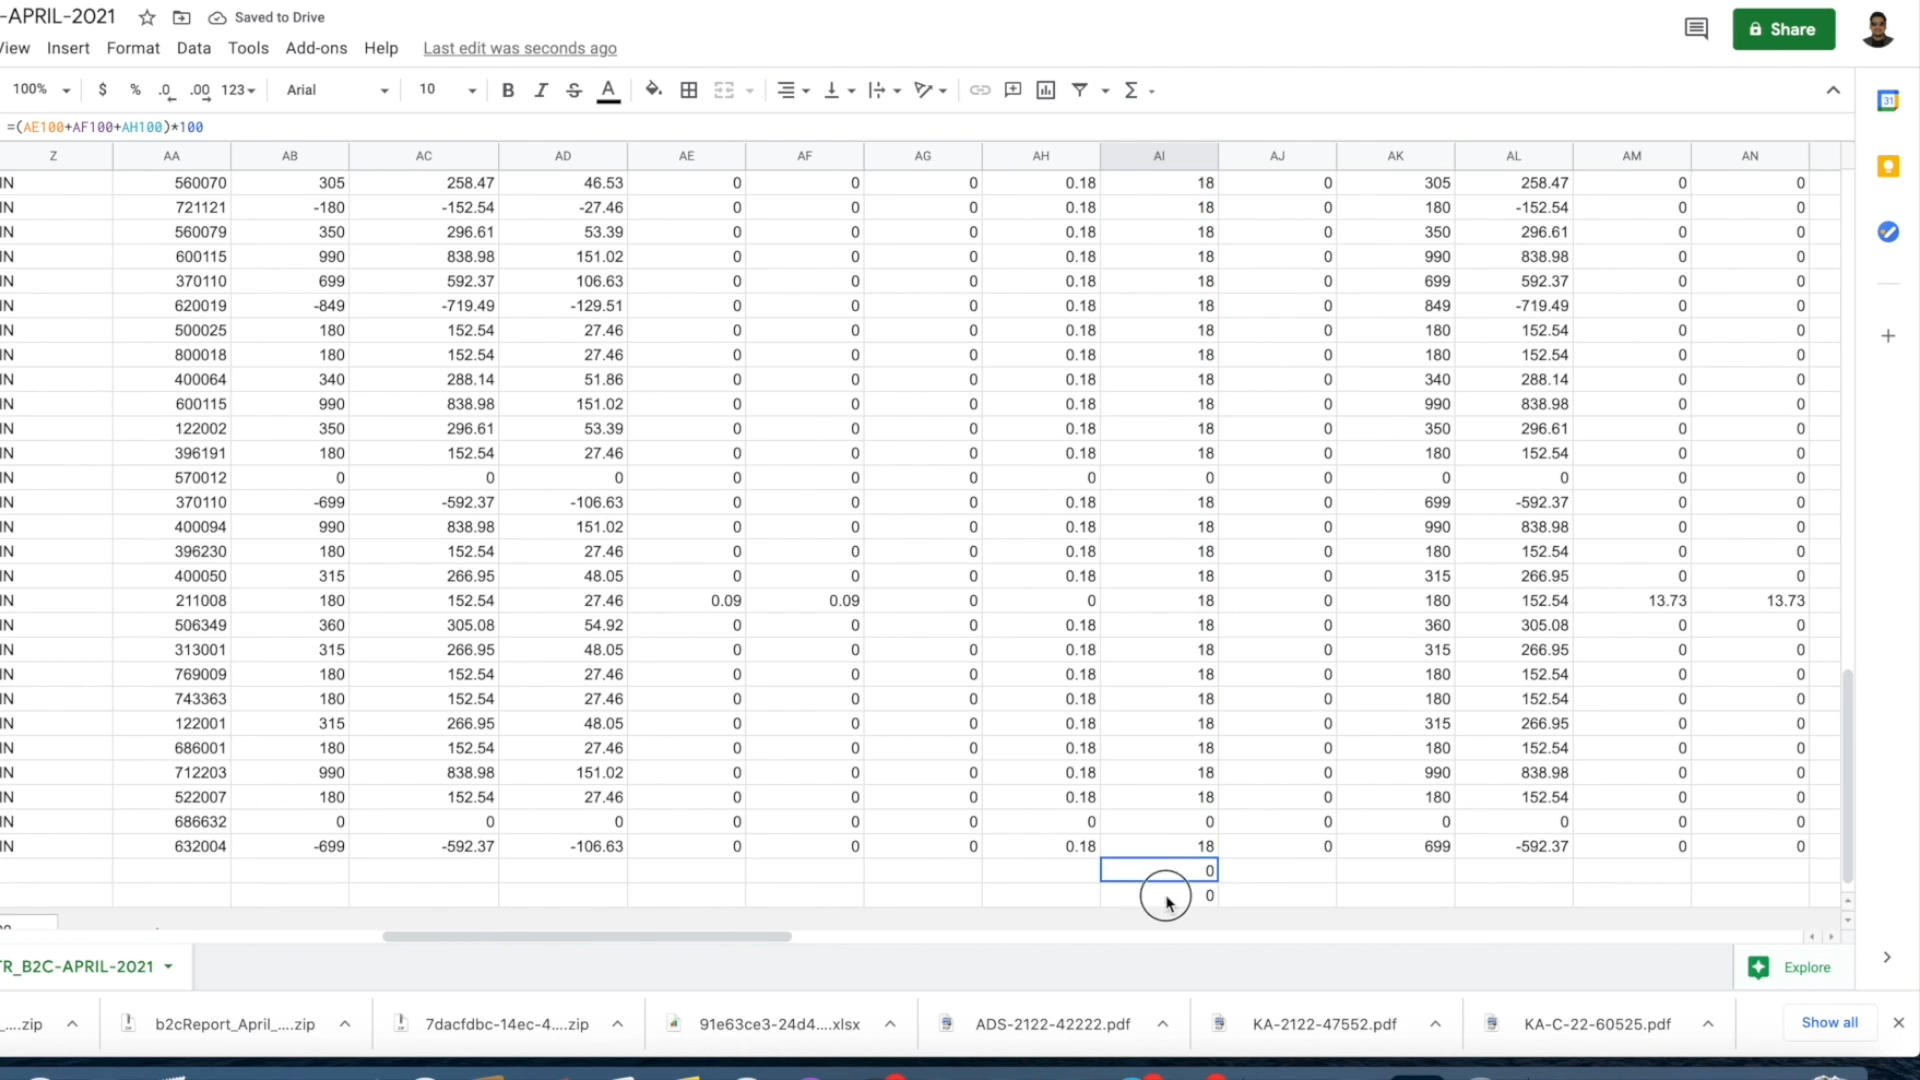 -APRIL-2021 Saved to Drive Share
View Insert Format Data Tools Add-ons Help Last edit was seconds ago
100% $ % .0 .00 123 Arial 10 B I S A Σ
=(AE100+AF100+AH100)*100
Z AA AB AC AD AE AF AG AH AI AJ AK AL AM AN
IN 560070 305 258.47 46.53 0 0 0 0.18 18 0 305 258.47 0 0
IN 721121 -180 -152.54 -27.46 0 0 0 0.18 18 0 180 -152.54 0 0
IN 560079 350 296.61 53.39 0 0 0 0.18 18 0 350 296.61 0 0
IN 600115 990 838.98 151.02 0 0 0 0.18 18 0 990 838.98 0 0
IN 370110 699 592.37 106.63 0 0 0 0.18 18 0 699 592.37 0 0
IN 620019 -849 -719.49 -129.51 0 0 0 0.18 18 0 849 -719.49 0 0
IN 500025 180 152.54 27.46 0 0 0 0.18 18 0 180 152.54 0 0
IN 800018 180 152.54 27.46 0 0 0 0.18 18 0 180 152.54 0 0
IN 400064 340 288.14 51.86 0 0 0 0.18 18 0 340 288.14 0 0
IN 600115 990 838.98 151.02 0 0 0 0.18 18 0 990 838.98 0 0
IN 122002 350 296.61 53.39 0 0 0 0.18 18 0 350 296.61 0 0
IN 396191 180 152.54 27.46 0 0 0 0.18 18 0 180 152.54 0 0
IN 570012 0 0 0 0 0 0 0 0 0 0 0 0 0
IN 370110 -699 -592.37 -106.63 0 0 0 0.18 18 0 699 -592.37 0 0
IN 400094 990 838.98 151.02 0 0 0 0.18 18 0 990 838.98 0 0
IN 396230 180 152.54 27.46 0 0 0 0.18 18 0 180 152.54 0 0
IN 400050 315 266.95 48.05 0 0 0 0.18 18 0 315 266.95 0 0
IN 211008 180 152.54 27.46 0.09 0.09 0 0 18 0 180 152.54 13.73 13.73
IN 506349 360 305.08 54.92 0 0 0 0.18 18 0 360 305.08 0 0
IN 313001 315 266.95 48.05 0 0 0 0.18 18 0 315 266.95 0 0
IN 769009 180 152.54 27.46 0 0 0 0.18 18 0 180 152.54 0 0
IN 743363 180 152.54 27.46 0 0 0 0.18 18 0 180 152.54 0 0
IN 122001 315 266.95 48.05 0 0 0 0.18 18 0 315 266.95 0 0
IN 686001 180 152.54 27.46 0 0 0 0.18 18 0 180 152.54 0 0
IN 712203 990 838.98 151.02 0 0 0 0.18 18 0 990 838.98 0 0
IN 522007 180 152.54 27.46 0 0 0 0.18 18 0 180 152.54 0 0
IN 686632 0 0 0 0 0 0 0 0 0 0 0 0 0
IN 632004 -699 -592.37 -106.63 0 0 0 0.18 18 0 699 -592.37 0 0
0
0
TR_B2C-APRIL-2021 Explore
....zip b2cReport_April_....zip 7dacfdbc-14ec-4....zip 91e63ce3-24d4....xlsx ADS-2122-42222.pdf KA-2122-47552.pdf KA-C-22-60525.pdf Show all